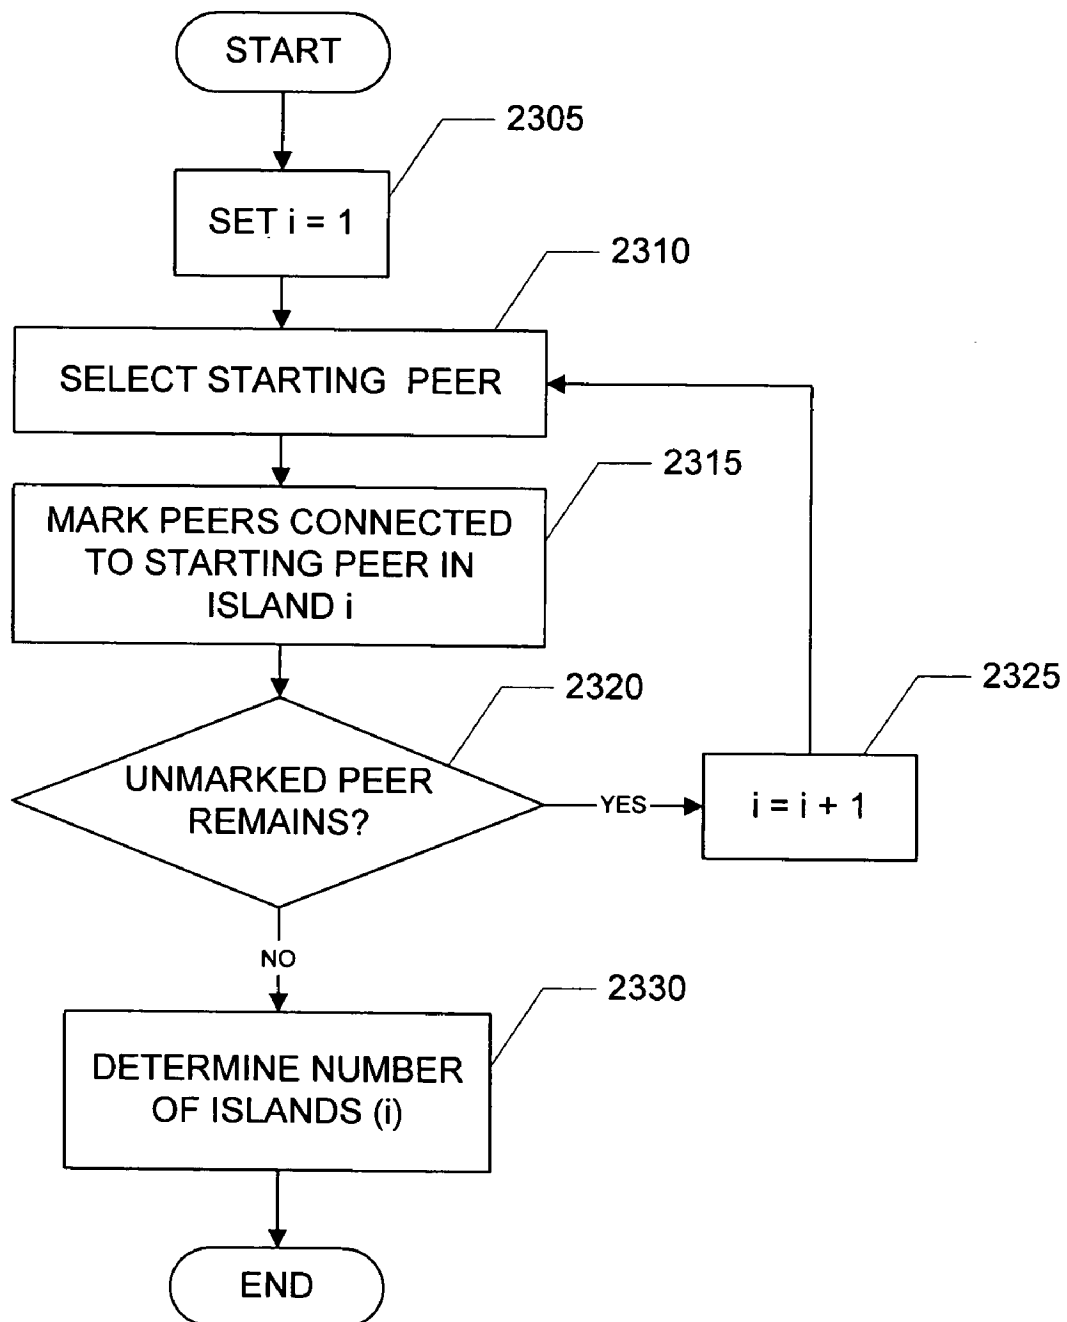 START
2305
SET i = 1
2310
SELECT STARTING PEER
2315
MARK PEERS CONNECTED
TO STARTING PEER IN
ISLAND i
2320
UNMARKED PEER
REMAINS?
YES
2325
i = i + 1
NO
2330
DETERMINE NUMBER
OF ISLANDS (i)
END